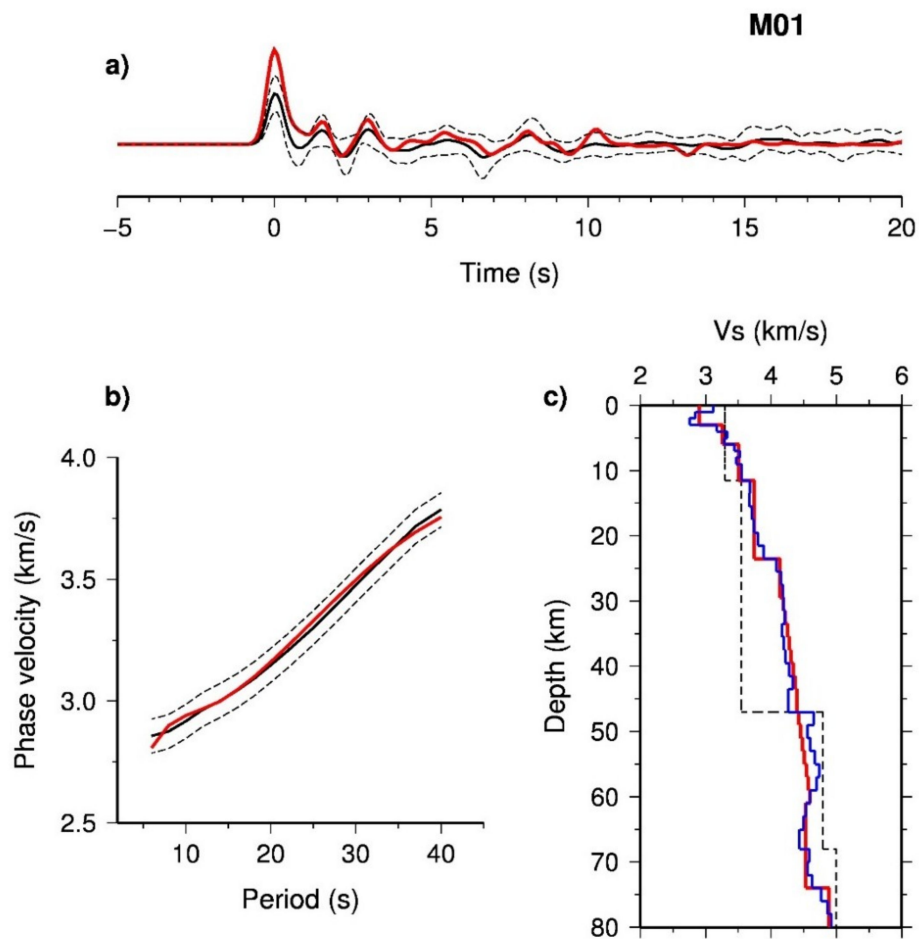 M01
a)
−5 0 5 10 15 20
Time (s)
Vs (km/s)
b)
c)
2 3 4 5 6
4.0
3.5
3.0
2.5
Phase velocity (km/s)
10 20 30 40
Period (s)
0
10
20
30
40
50
60
70
80
Depth (km)